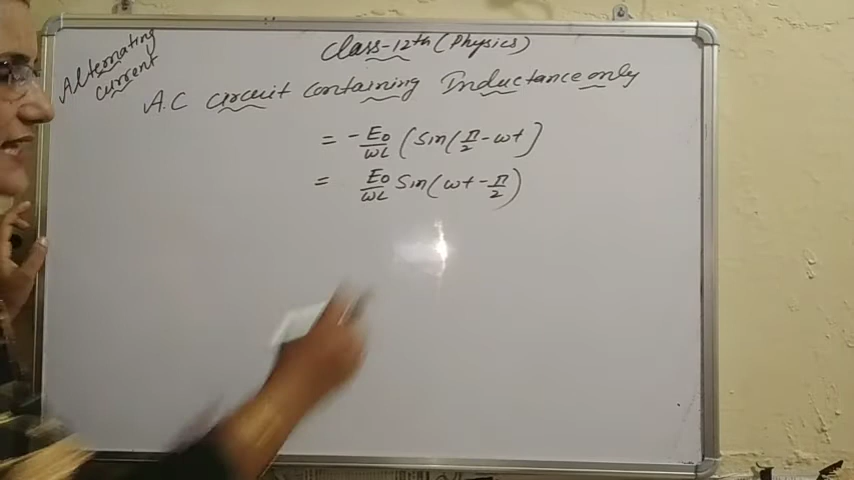 Alternating
current
Class-12th (Physics)
A.C circuit containing Inductance only
= - E₀/ωL (Sin(π/2 - ωt)
= E₀/ωL Sin(ωt - π/2)